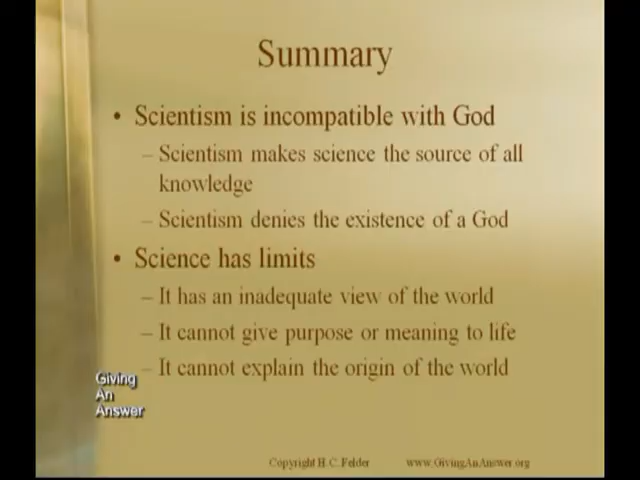 Summary
• Scientism is incompatible with God
– Scientism makes science the source of all
knowledge
– Scientism denies the existence of a God
• Science has limits
– It has an inadequate view of the world
– It cannot give purpose or meaning to life
– It cannot explain the origin of the world
Giving
An
Answer
Copyright H.C. Felder www.GivingAnAnswer.org